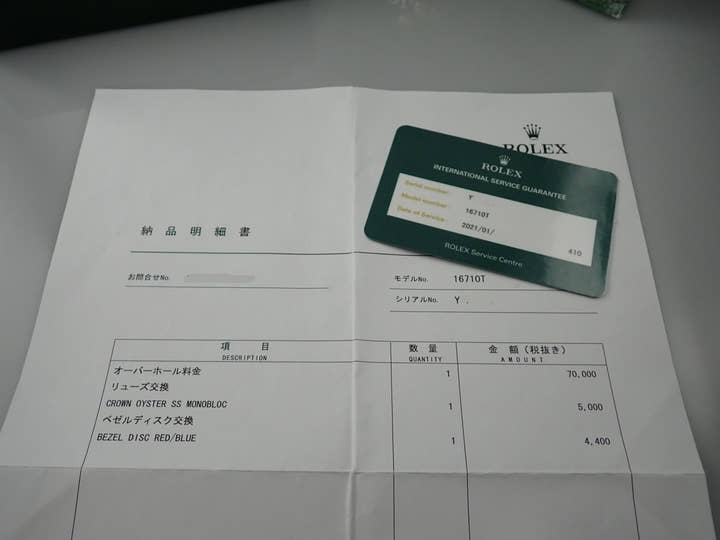 ROLEX
ROLEX
INTERNATIONAL SERVICE GUARANTEE
Serial number: Y
Model number: 16710T
Date of Service: 2021/01/
410
ROLEX Service Centre
納品明細書
お問合せNo.
モデルNo. 16710T
シリアルNo. Y .
項 目 数 量 金 額 (税抜き)
DESCRIPTION QUANTITY AMOUNT
オーバーホール料金 1 70,000
リューズ交換
CROWN OYSTER SS MONOBLOC 1 5,000
ベゼルディスク交換
BEZEL DISC RED/BLUE 1 4,400